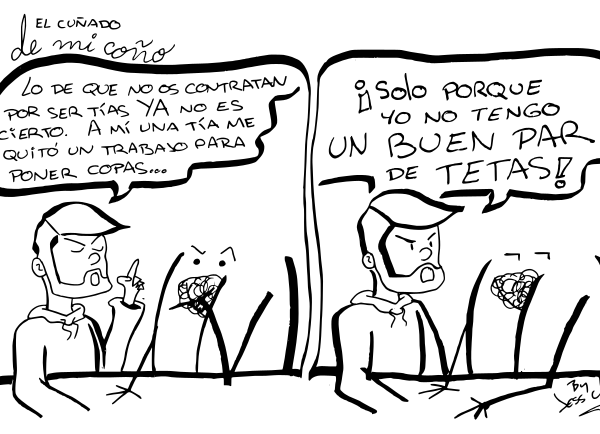 EL CUÑADO
de mi coño
LO DE QUE NO OS CONTRATAN
POR SER TÍAS YA NO ES
CIERTO. A MÍ UNA TÍA ME
QUITÓ UN TRABAJO PARA
PONER COPAS...
¡SOLO PORQUE
YO NO TENGO
UN BUEN PAR
DE TETAS!
By